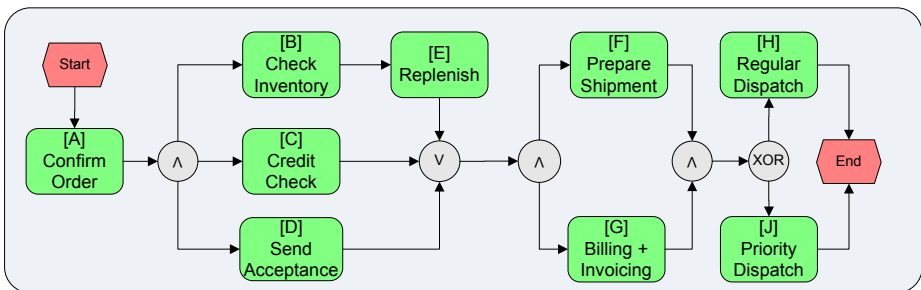 Start
[A]
Confirm
Order
Λ
[B]
Check
Inventory
[C]
Credit
Check
[D]
Send
Acceptance
[E]
Replenish
V
Λ
[F]
Prepare
Shipment
[G]
Billing +
Invoicing
Λ
XOR
[H]
Regular
Dispatch
[J]
Priority
Dispatch
End